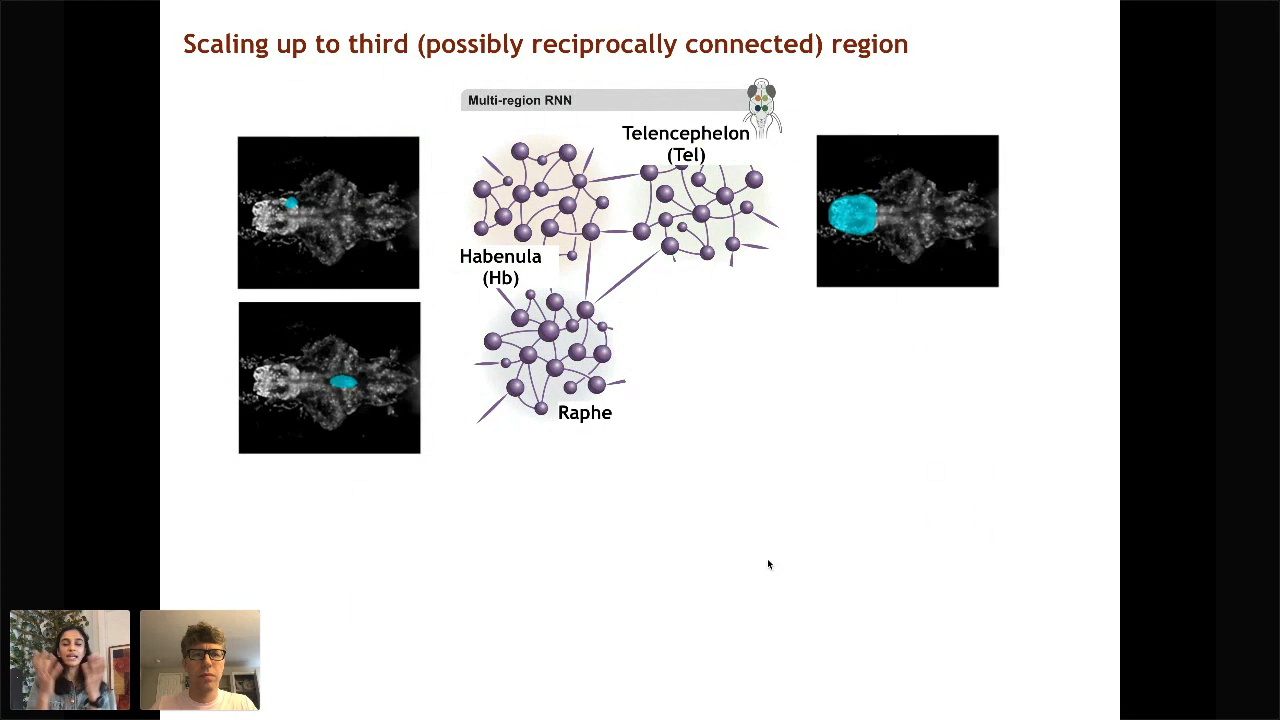 Scaling up to third (possibly reciprocally connected) region
Multi-region RNN
Telencephelon
(Tel)
Habenula
(Hb)
Raphe